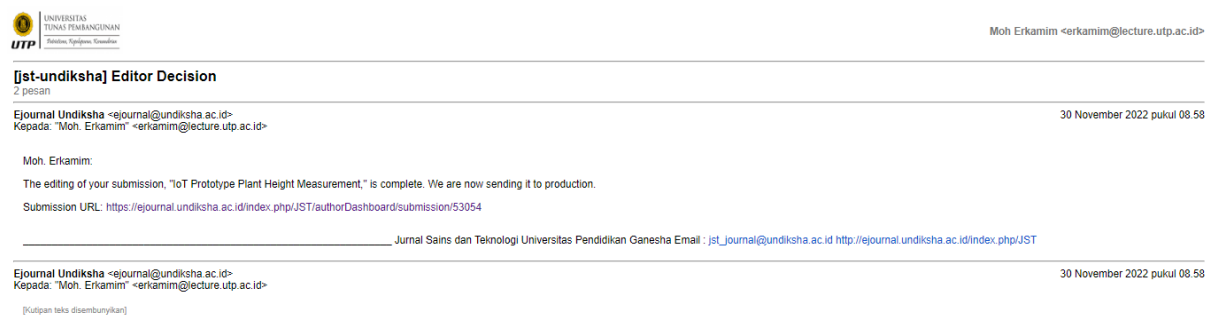 UNIVERSITAS
TUNAS PEMBANGUNAN
UTP
Moh Erkamim <erkamim@lecture.utp.ac.id>
[jst-undiksha] Editor Decision
2 pesan
Ejournal Undiksha <ejournal@undiksha.ac.id>
30 November 2022 pukul 08.58
Kepada: "Moh. Erkamim" <erkamim@lecture.utp.ac.id>
Moh. Erkamim:
The editing of your submission, "IoT Prototype Plant Height Measurement," is complete. We are now sending it to production.
Submission URL: https://ejournal.undiksha.ac.id/index.php/JST/authorDashboard/submission/53054
Jurnal Sains dan Teknologi Universitas Pendidikan Ganesha Email : jst_journal@undiksha.ac.id http://ejournal.undiksha.ac.id/index.php/JST
Ejournal Undiksha <ejournal@undiksha.ac.id>
30 November 2022 pukul 08.58
Kepada: "Moh. Erkamim" <erkamim@lecture.utp.ac.id>
[Kutipan teks disembunyikan]